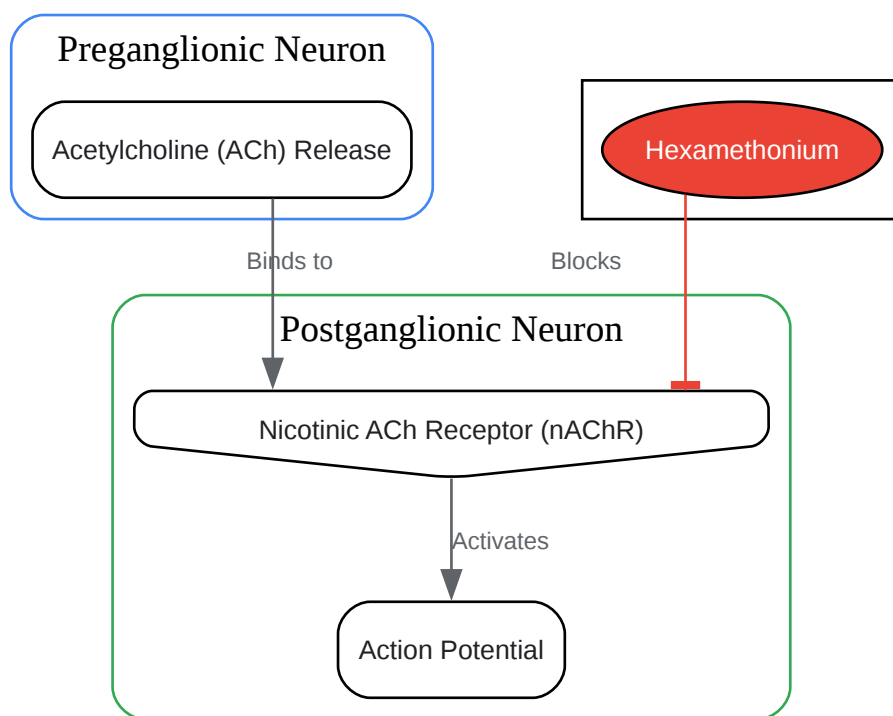 Preganglionic Neuron
Acetylcholine (ACh) Release
Hexamethonium
Binds to
Blocks
Postganglionic Neuron
Nicotinic ACh Receptor (nAChR)
Activates
Action Potential